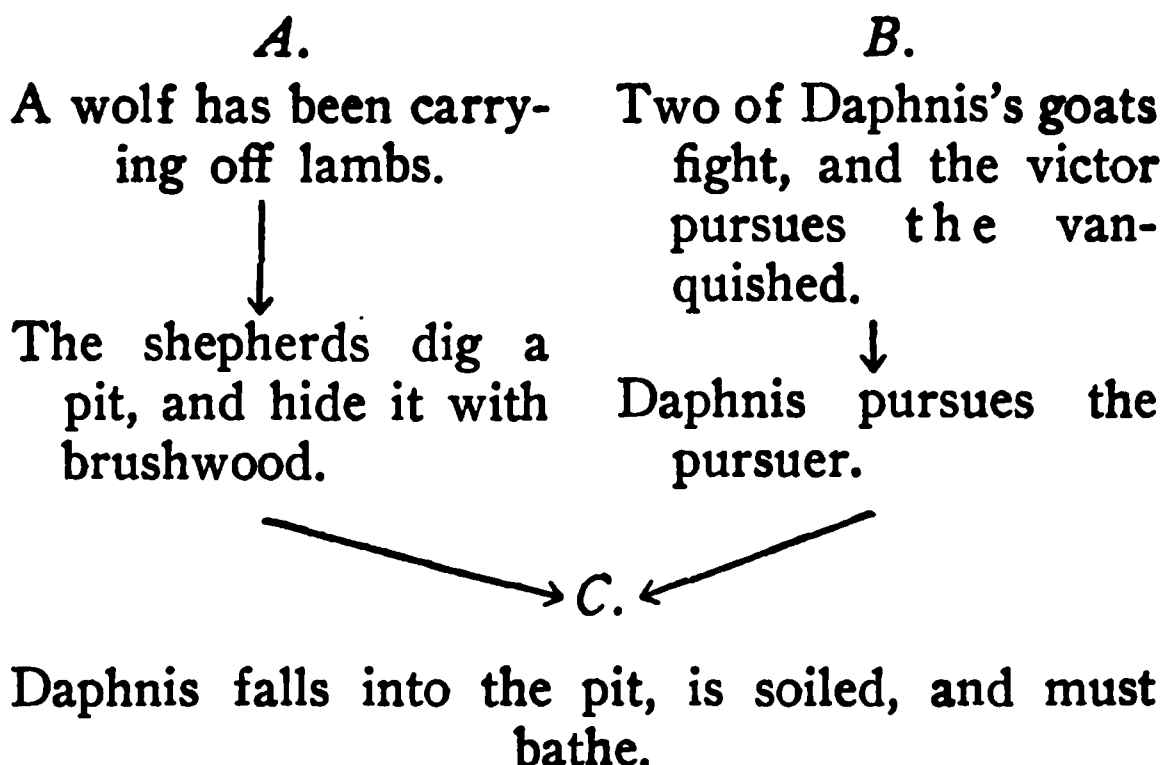 A.
A wolf has been carry-
ing off lambs.
The shepherds dig a
pit, and hide it with
brushwood.
B.
Two of Daphnis's goats
fight, and the victor
pursues the van-
quished.
Daphnis pursues the
pursuer.
C.
Daphnis falls into the pit, is soiled, and must
bathe.